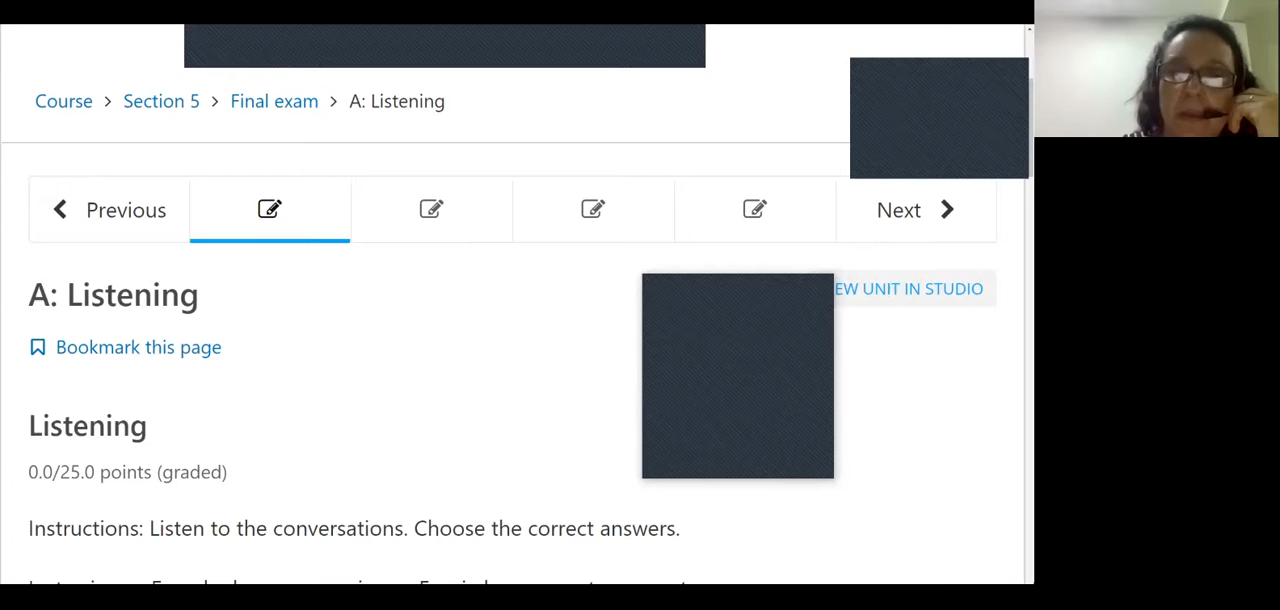 Course > Section 5 > Final exam > A: Listening
Previous
Next
A: Listening
EW UNIT IN STUDIO
Bookmark this page
Listening
0.0/25.0 points (graded)
Instructions: Listen to the conversations. Choose the correct answers.